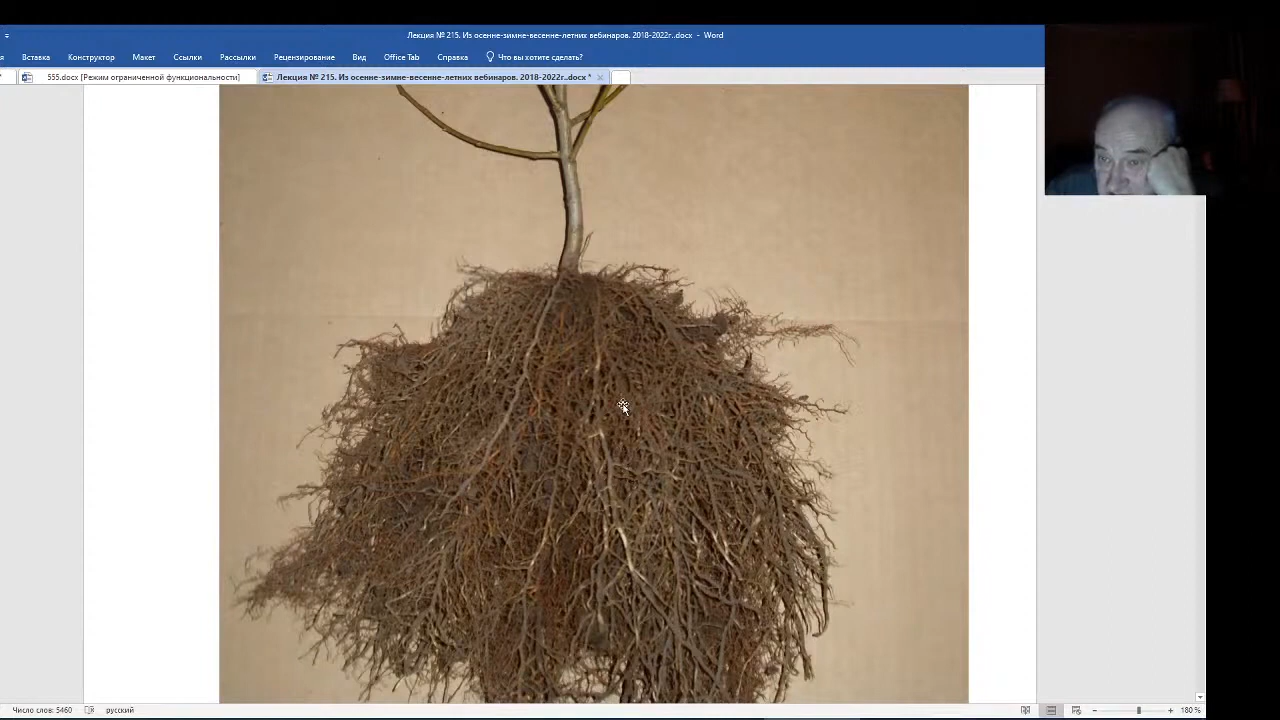 Лекция № 215. Из осенне-зимне-весенне-летних вебинаров. 2018-2022г..docx - Word
я Вставка Конструктор Макет Ссылки Рассылки Рецензирование Вид Office Tab Справка Что вы хотите сделать?
555.docx [Режим ограниченной функциональности] Лекция № 215. Из осенне-зимне-весенне-летних вебинаров. 2018-2022г..docx *
Число слов: 5460 русский 180 %